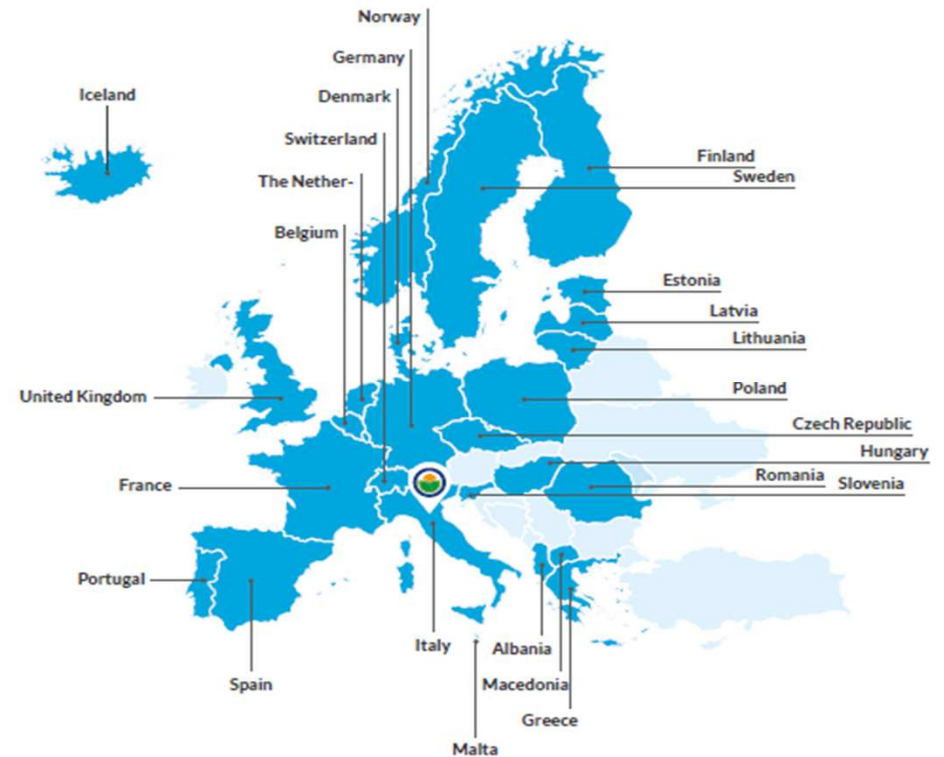 Norway
Germany
Iceland
Denmark
Switzerland
Finland
The Nether-
Sweden
Belgium
Estonia
Latvia
Lithuania
Poland
United Kingdom
Czech Republic
Hungary
Romania
Slovenia
France
Portugal
Italy
Albania
Spain
Macedonia
Greece
Malta